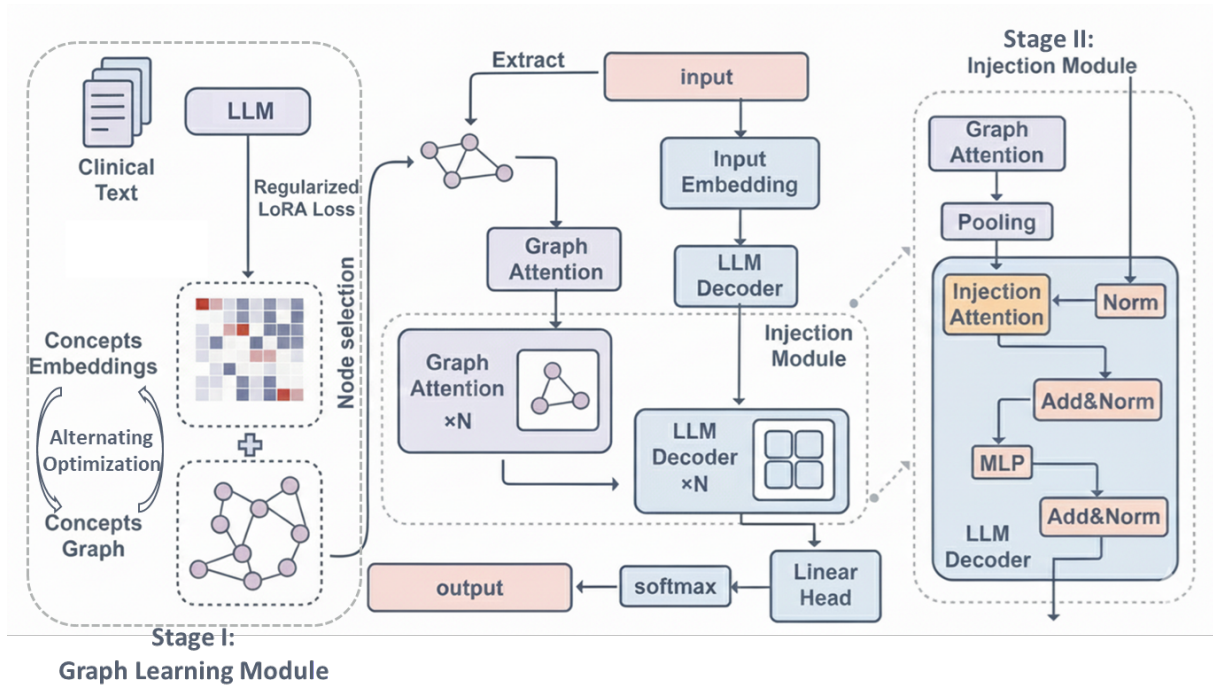 LLM
Clinical
Text
Regularized
LoRA Loss
Concepts
Embeddings
Alternating
Optimization
Concepts
Graph
Node selection
Stage I:
Graph Learning Module
Extract
input
Input
Embedding
Graph
Attention
LLM
Decoder
Injection
Module
Graph
Attention
×N
LLM
Decoder
×N
output
softmax
Linear
Head
Stage II:
Injection Module
Graph
Attention
Pooling
Injection
Attention
Norm
Add&Norm
MLP
Add&Norm
LLM
Decoder